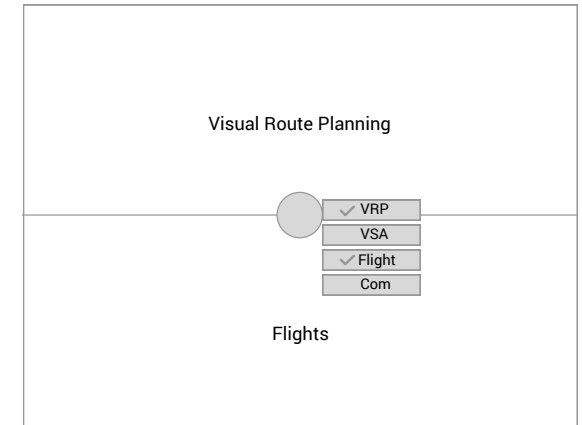 Visual Route Planning
VRP
VSA
Flight
Com
Flights